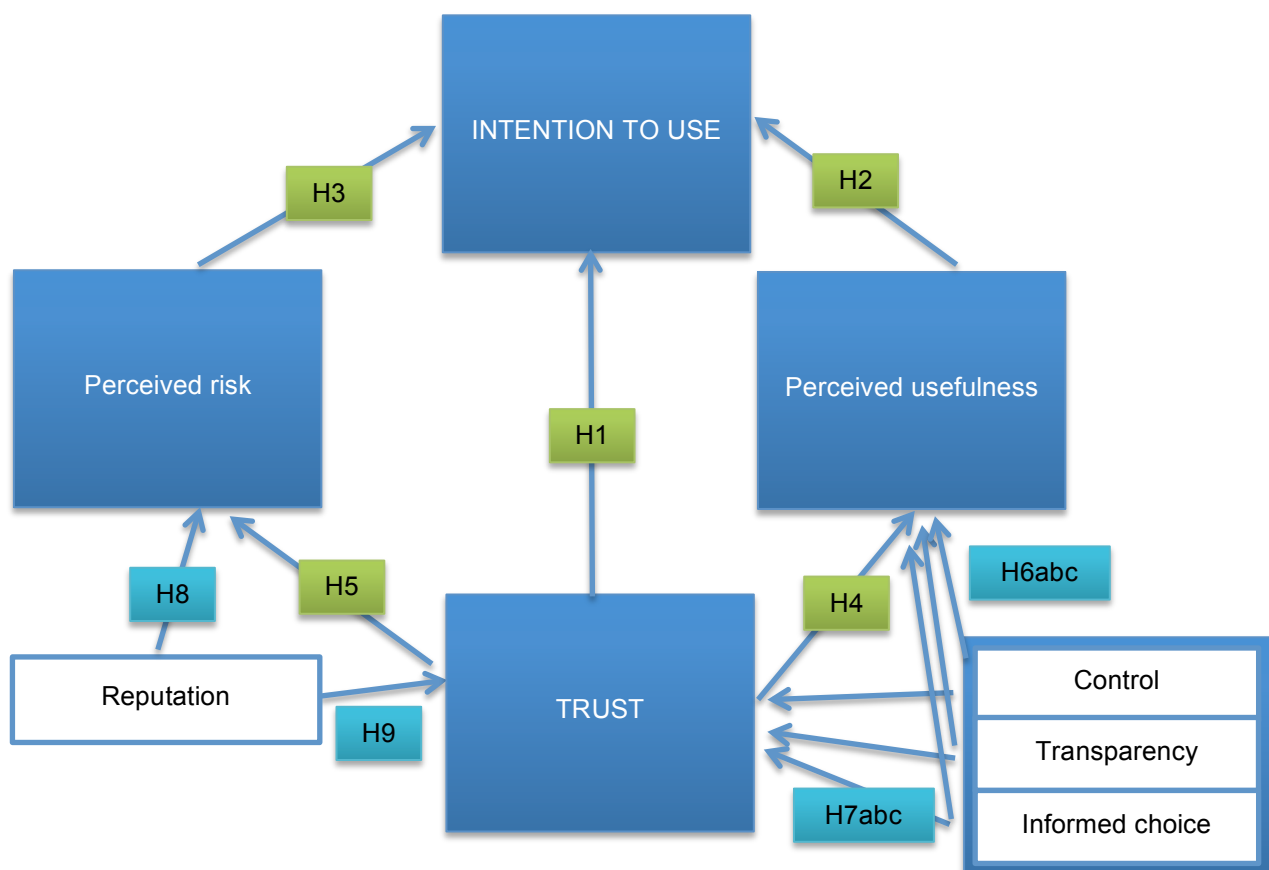 INTENTION TO USE
H3
H2
Perceived risk
Perceived usefulness
H1
H8
H5
H4
H6abc
Reputation
H9
TRUST
Control
Transparency
H7abc
Informed choice